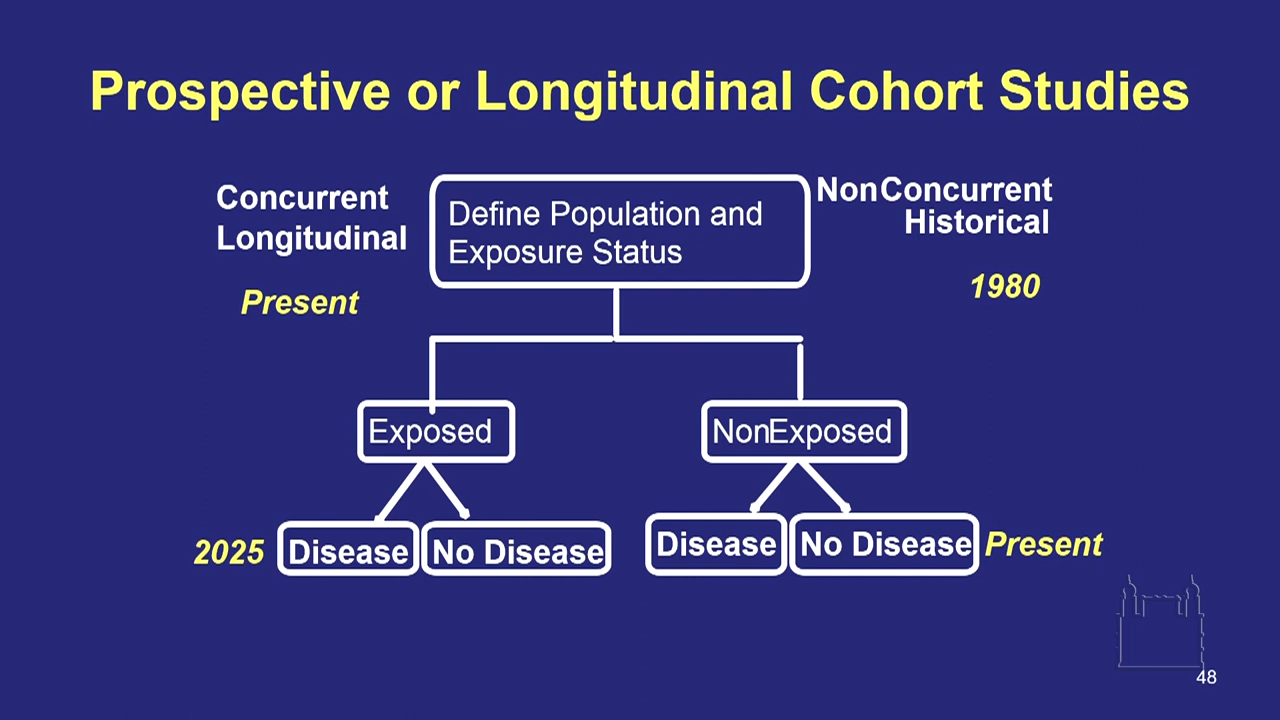 Prospective or Longitudinal Cohort Studies
Concurrent
Longitudinal
Present
Define Population and
Exposure Status
NonConcurrent
Historical
1980
Exposed
NonExposed
2025
Disease
No Disease
Disease
No Disease
Present
48